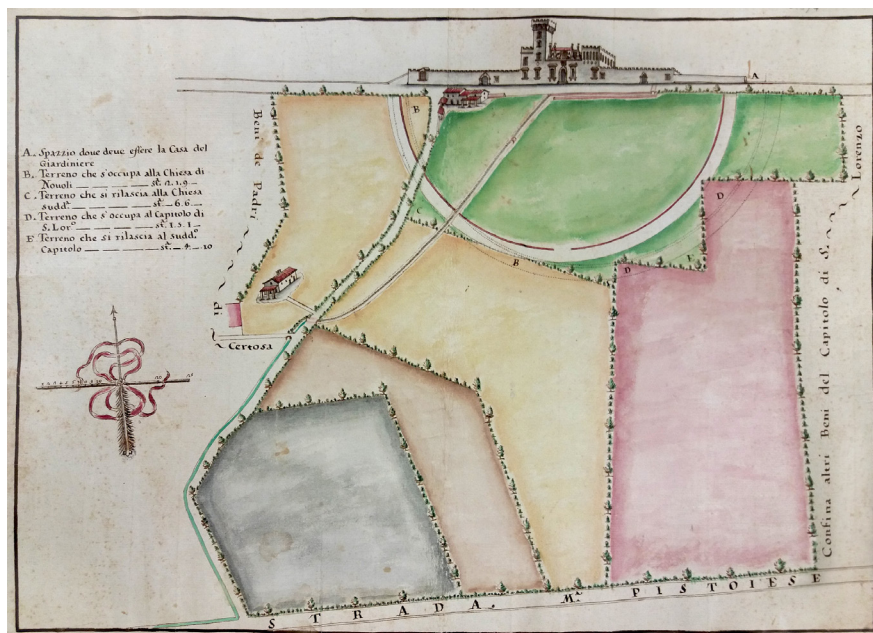 A
B
A. Spazzio doue deue essere la Casa del
Giardiniere
B. Terreno che s'occupa alla Chiesa di
Nouoli — — — — st. 12. 1. 9 —
C. Terreno che si rilascia alla Chiesa
sudd. — — — — st. — 6. 6 —
D. Terreno che s'occupa al Capitolo di
S. Lor.o — — — — st. 1. 5. 1 —
E Terreno che si rilascia al sudd.o
Capitolo — — — — st. — 4. — 10
Beni de Padri
di
Certosa
C
B
D
D
E
Confina altri Beni del Capitolo di S.
Lorenzo
STRADA. M.a PISTOIESE